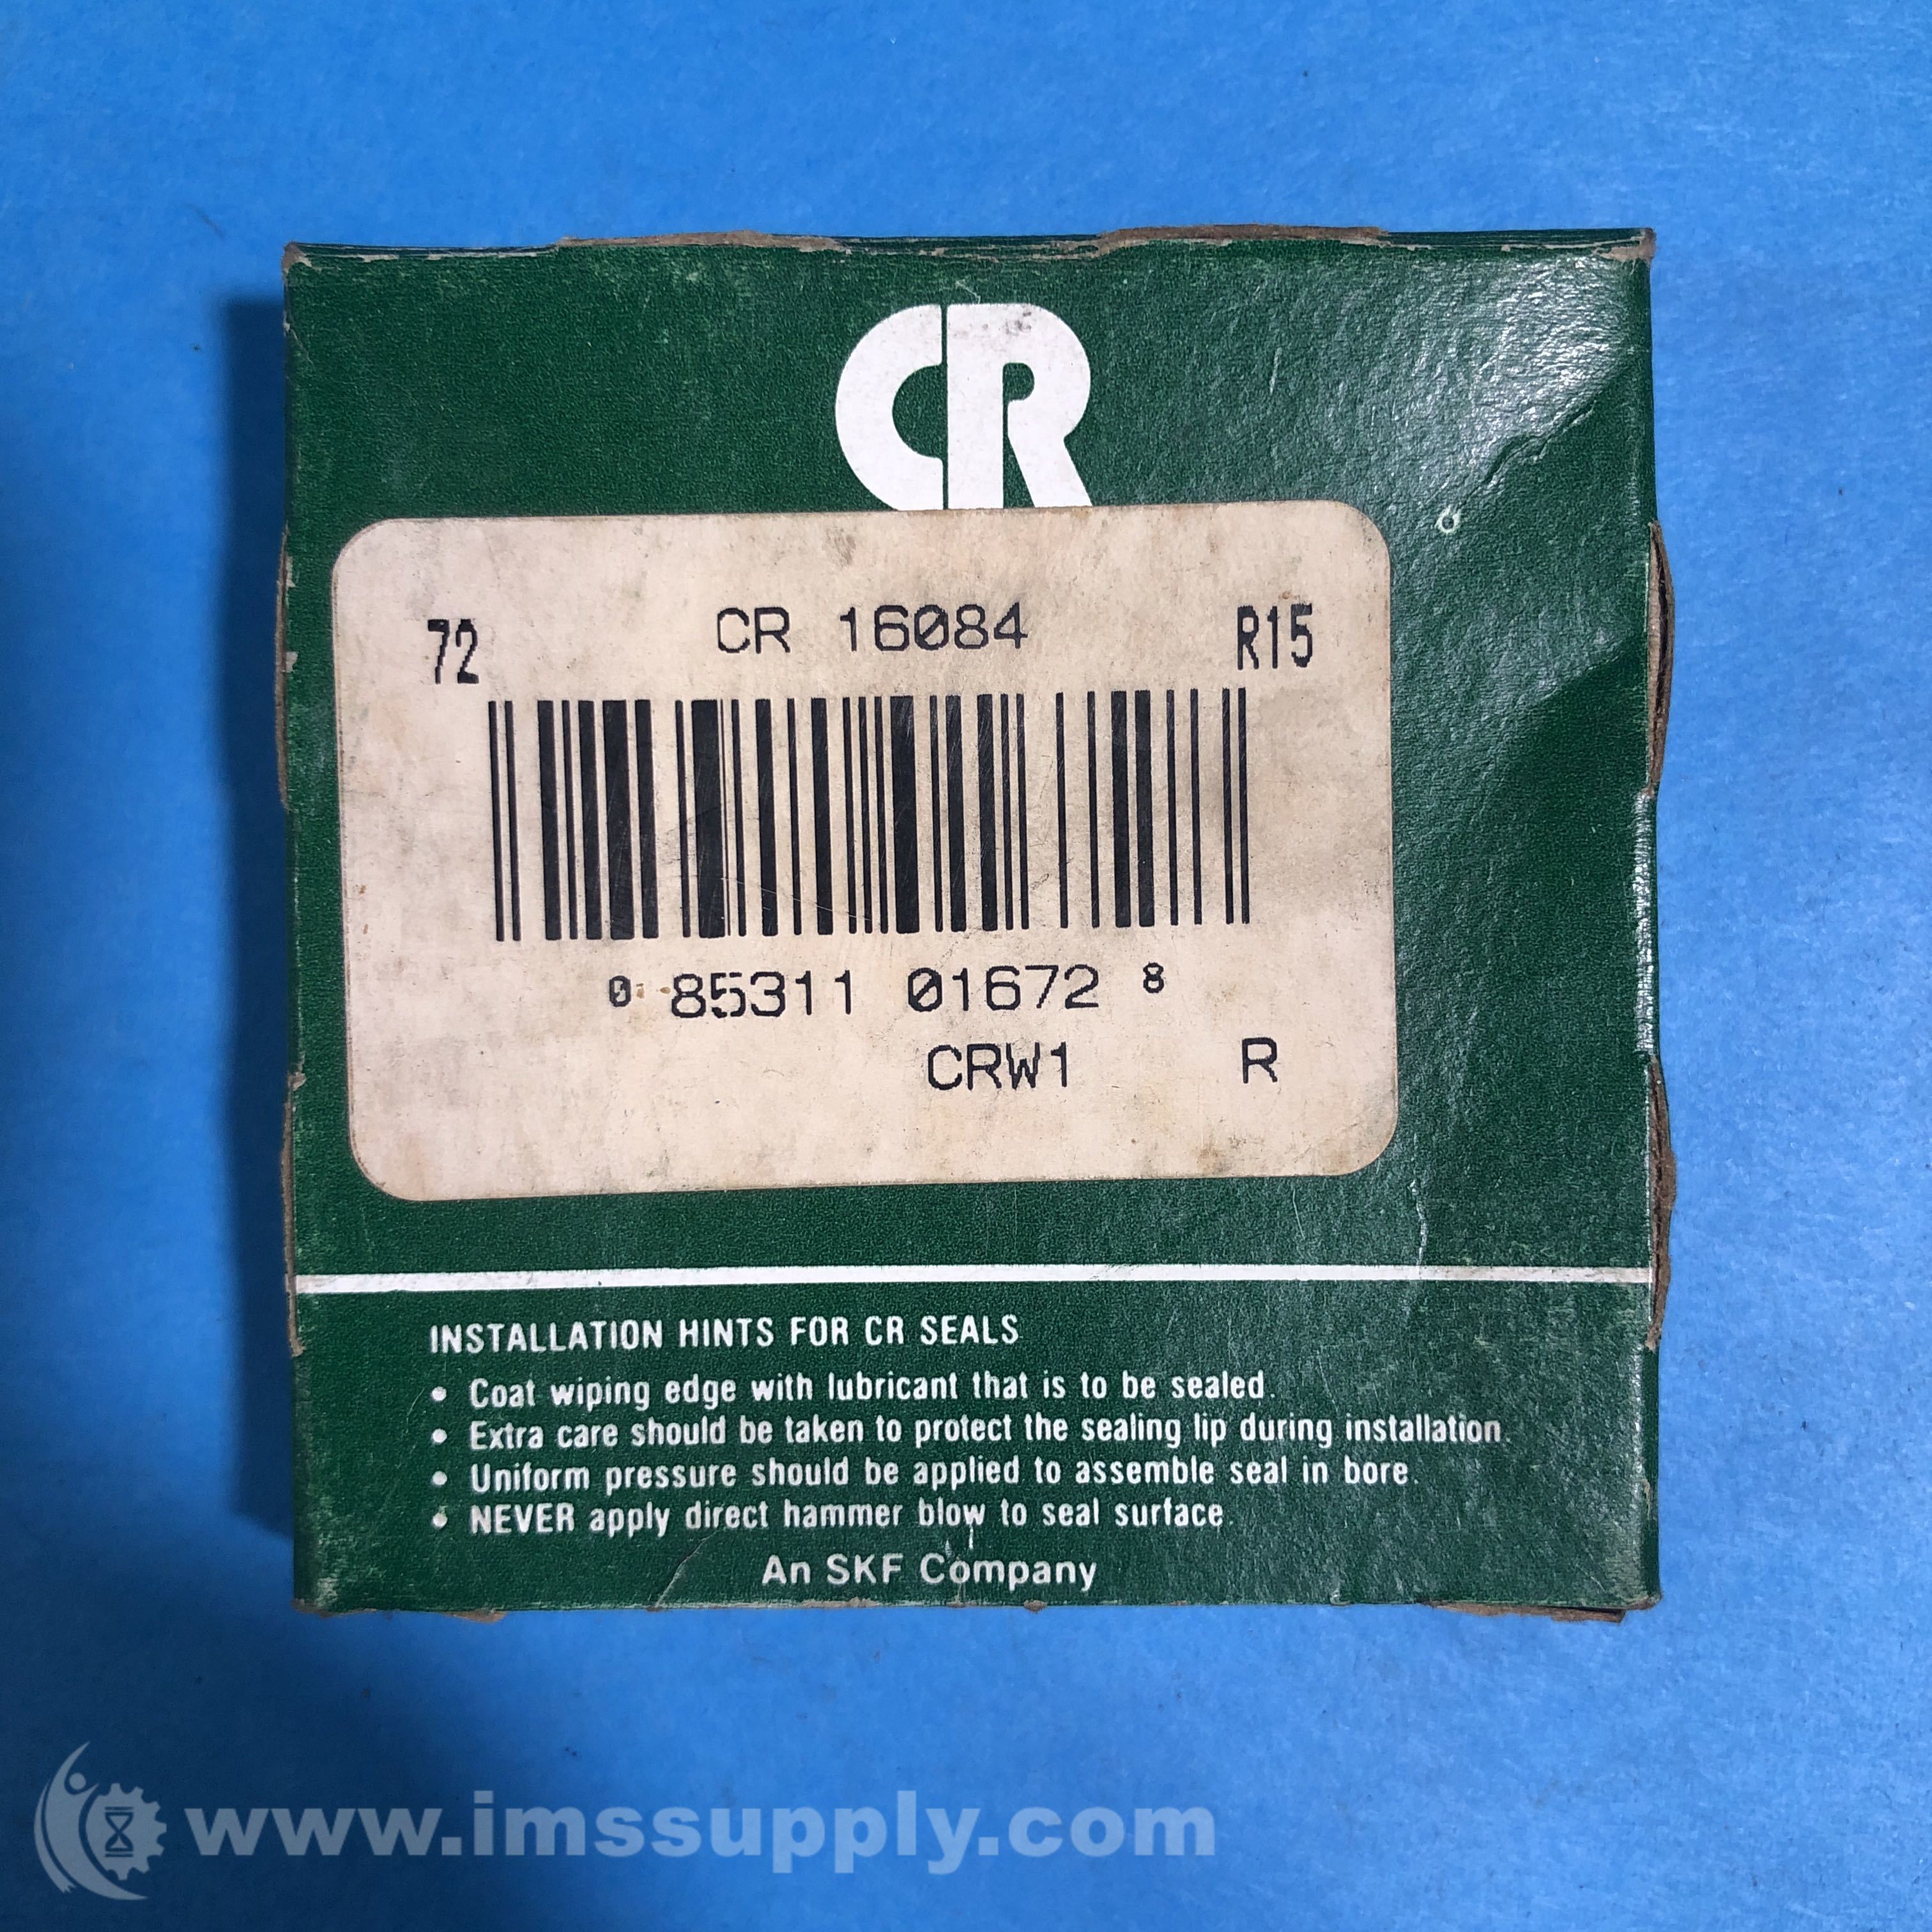 CR
72 CR 16084 R15
0 85311 01672 8
CRW1 R
INSTALLATION HINTS FOR CR SEALS
• Coat wiping edge with lubricant that is to be sealed.
• Extra care should be taken to protect the sealing lip during installation.
• Uniform pressure should be applied to assemble seal in bore.
• NEVER apply direct hammer blow to seal surface.
An SKF Company
www.imssupply.com